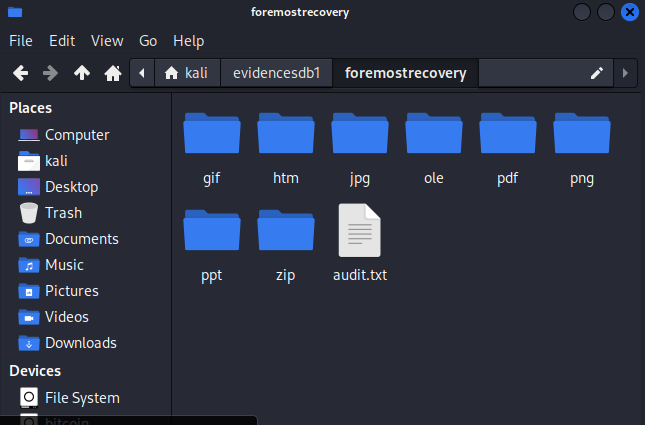 foremostrecovery
File Edit View Go Help
kali evidencesdb1 foremostrecovery
Places
Computer
kali
Desktop
Trash
Documents
Music
Pictures
Videos
Downloads
Devices
File System
bitcoin
gif htm jpg ole pdf png
ppt zip audit.txt